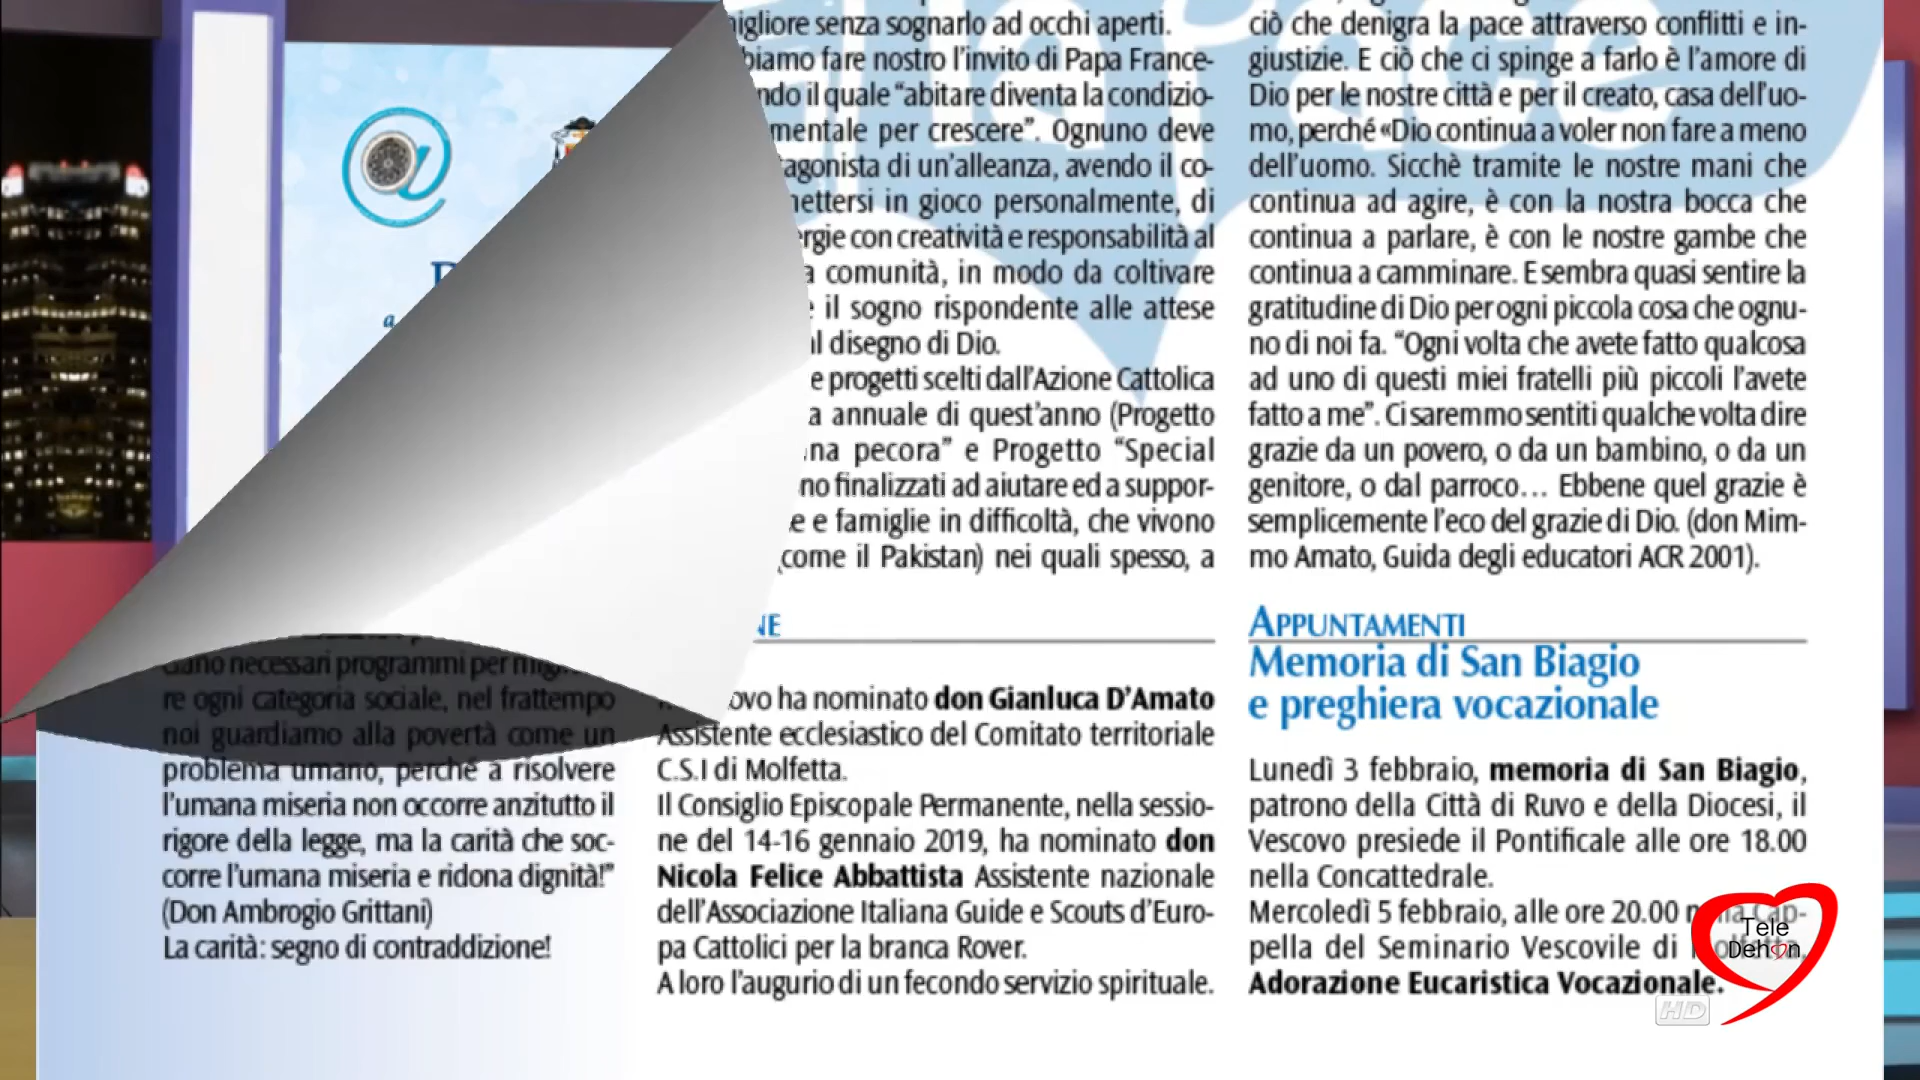 a
dano necessari programmi per
re ogni categoria sociale, nel frattempo
noi guardiamo alla povertà come un
problema umano, perché a risolvere
l'umana miseria non occorre anzitutto il
rigore della legge, ma la carità che soc-
corre l'umana miseria e ridona dignità!"
(Don Ambrogio Grittani)
La carità: segno di contraddizione!
migliore senza sognarlo ad occhi aperti.
biamo fare nostro l'invito di Papa France-
ndo il quale “abitare diventa la condizio-
mentale per crescere”. Ognuno deve
agonista di un'alleanza, avendo il co-
mettersi in gioco personalmente, di
ergie con creatività e responsabilità al
a comunità, in modo da coltivare
e il sogno rispondente alle attese
al disegno di Dio.
e progetti scelti dall'Azione Cattolica
a annuale di quest'anno (Progetto
una pecora” e Progetto “Special
no finalizzati ad aiutare ed a suppor-
e e famiglie in difficoltà, che vivono
(come il Pakistan) nei quali spesso, a
NE
ovo ha nominato don Gianluca D'Amato
Assistente ecclesiastico del Comitato territoriale
C.S.I di Molfetta.
Il Consiglio Episcopale Permanente, nella sessio-
ne del 14-16 gennaio 2019, ha nominato don
Nicola Felice Abbattista Assistente nazionale
dell'Associazione Italiana Guide e Scouts d'Euro-
pa Cattolici per la branca Rover.
A loro l'augurio di un fecondo servizio spirituale.
la pace
ciò che denigra la pace attraverso conflitti e in-
giustizie. E ciò che ci spinge a farlo è l'amore di
Dio per le nostre città e per il creato, casa dell'uo-
mo, perché «Dio continua a voler non fare a meno
dell'uomo. Sicchè tramite le nostre mani che
continua ad agire, è con la nostra bocca che
continua a parlare, è con le nostre gambe che
continua a camminare. E sembra quasi sentire la
gratitudine di Dio per ogni piccola cosa che ognu-
no di noi fa. “Ogni volta che avete fatto qualcosa
ad uno di questi miei fratelli più piccoli l'avete
fatto a me”. Ci saremmo sentiti qualche volta dire
grazie da un povero, o da un bambino, o da un
genitore, o dal parroco… Ebbene quel grazie è
semplicemente l'eco del grazie di Dio. (don Mim-
mo Amato, Guida degli educatori ACR 2001).
APPUNTAMENTI
Memoria di San Biagio
e preghiera vocazionale
Lunedì 3 febbraio, memoria di San Biagio,
patrono della Città di Ruvo e della Diocesi, il
Vescovo presiede il Pontificale alle ore 18.00
nella Concattedrale.
Mercoledì 5 febbraio, alle ore 20.00 nella Cap-
pella del Seminario Vescovile di Molfetta,
Adorazione Eucaristica Vocazionale.
Tele
Dehon
HD